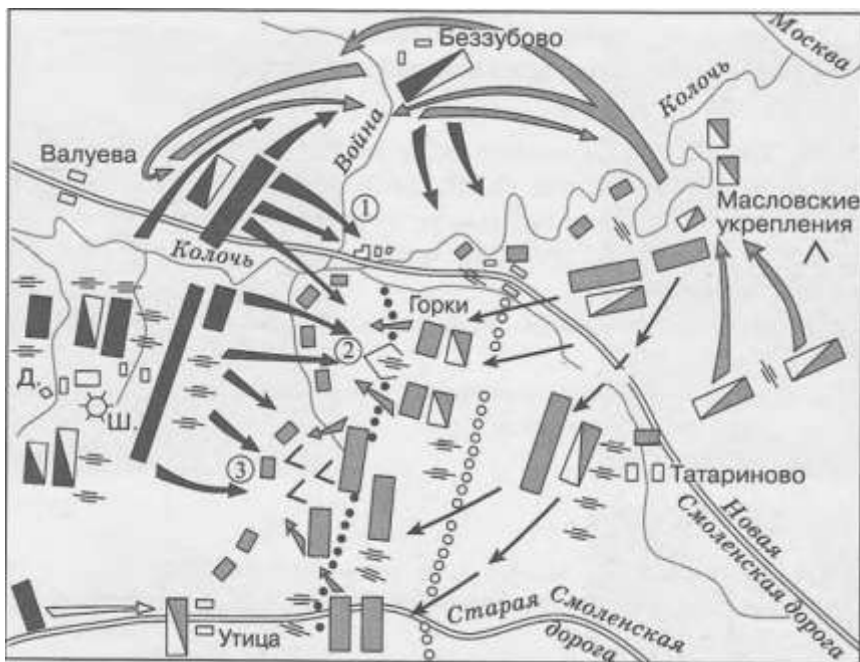 Москва
Беззубово
Колочь
Война
Валуева
Масловские
укрепления
1
Колочь
Горки
2
Д.
Ш.
3
Татариново
Новая
Смоленская дорога
Старая Смоленская
дорога
Утица